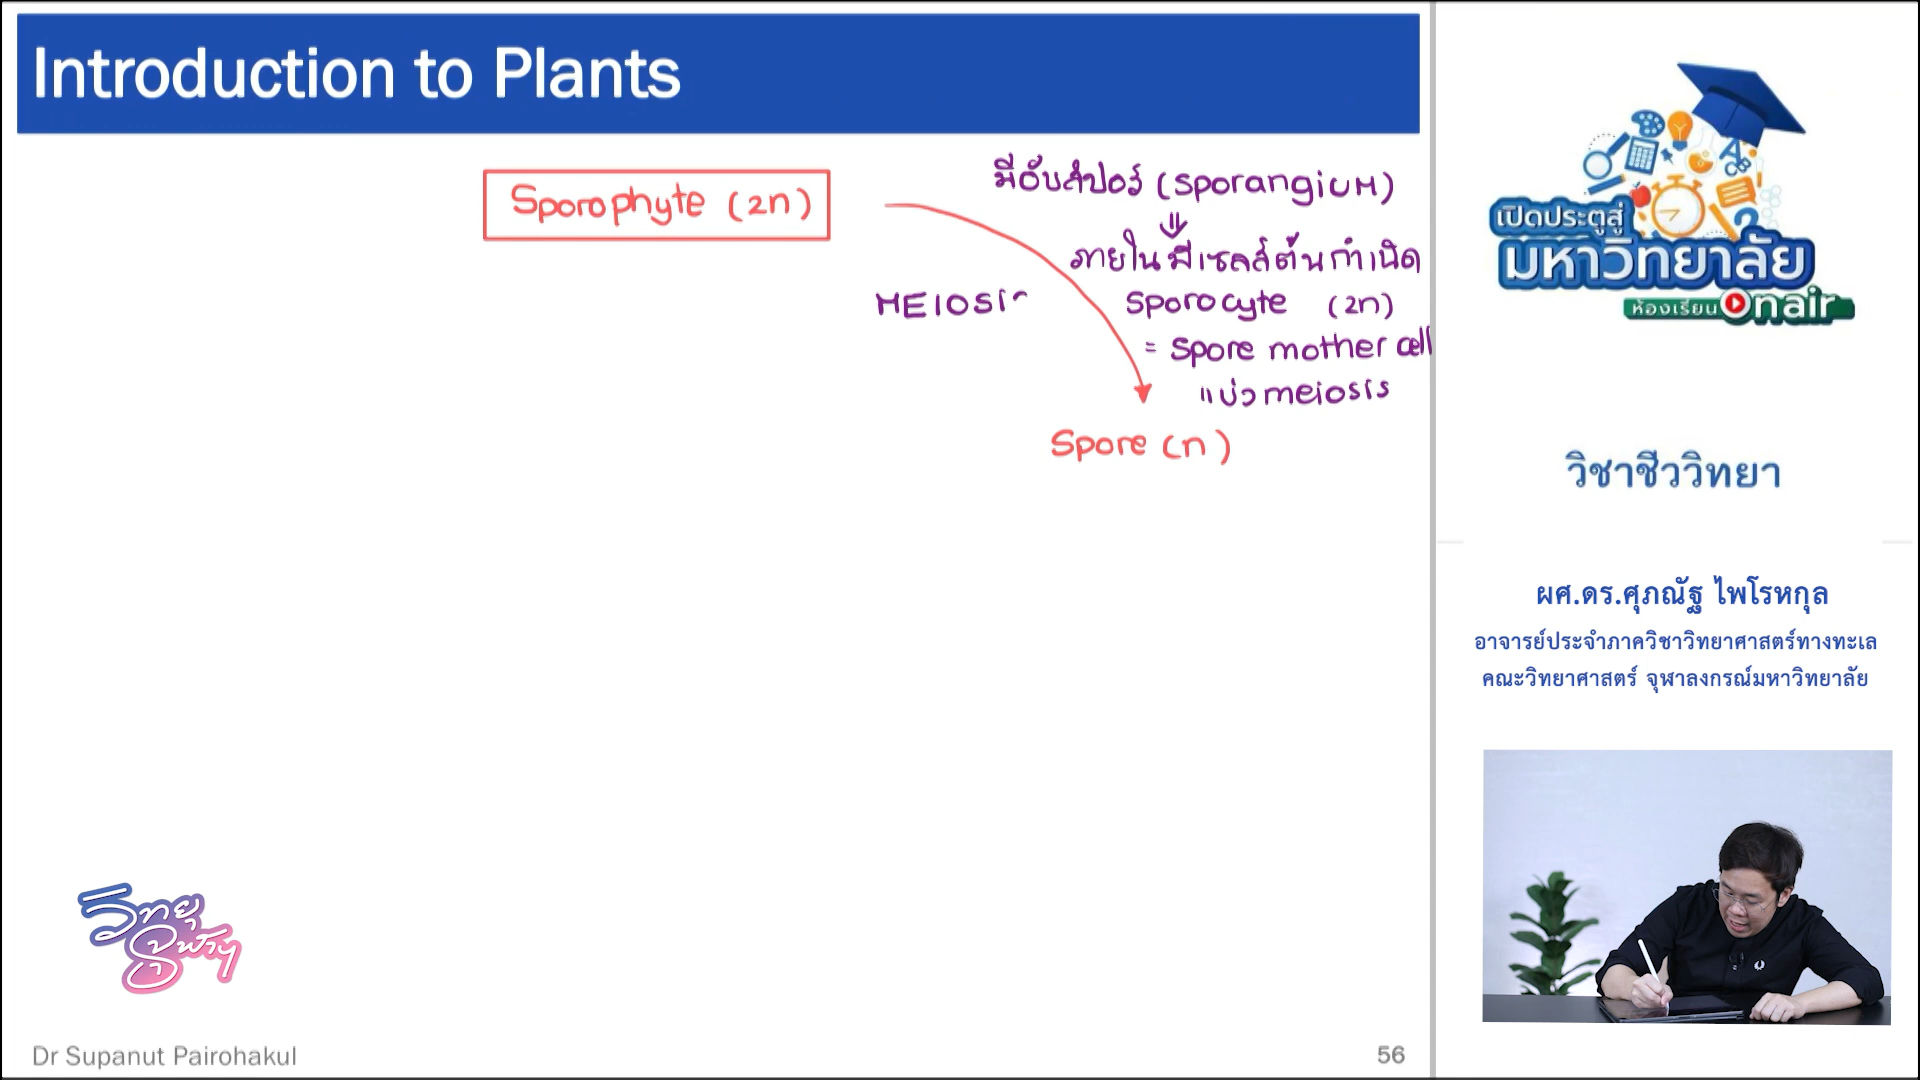 Introduction to Plants
Sporophyte (2n)
มีอับสปอร์ (sporangium)
ภายในมีเซลล์ต้นกำเนิด
MEIOSI
Sporocyte (2n)
= spore mother cell
แบ่ง meiosis
Spore (n)
เปิดประตูสู่
มหาวิทยาลัย
ห้องเรียน Onair
วิชาชีววิทยา
ผศ.ดร.ศุภณัฐ ไพโรหกุล
อาจารย์ประจำภาควิชาวิทยาศาสตร์ทางทะเล
คณะวิทยาศาสตร์ จุฬาลงกรณ์มหาวิทยาลัย
วิทยุ
จุฬาฯ
Dr Supanut Pairohakul
56